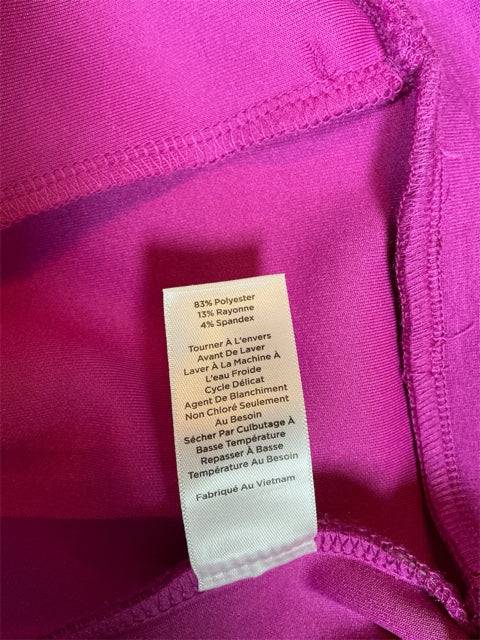 83% Polyester
13% Rayonne
4% Spandex
Tourner À L'envers
Avant De Laver
Laver À La Machine À
L'eau Froide
Cycle Délicat
Agent De Blanchiment
Non Chloré Seulement
Au Besoin
Sécher Par Culbutage À
Basse Température
Repasser À Basse
Température Au Besoin
Fabriqué Au Vietnam